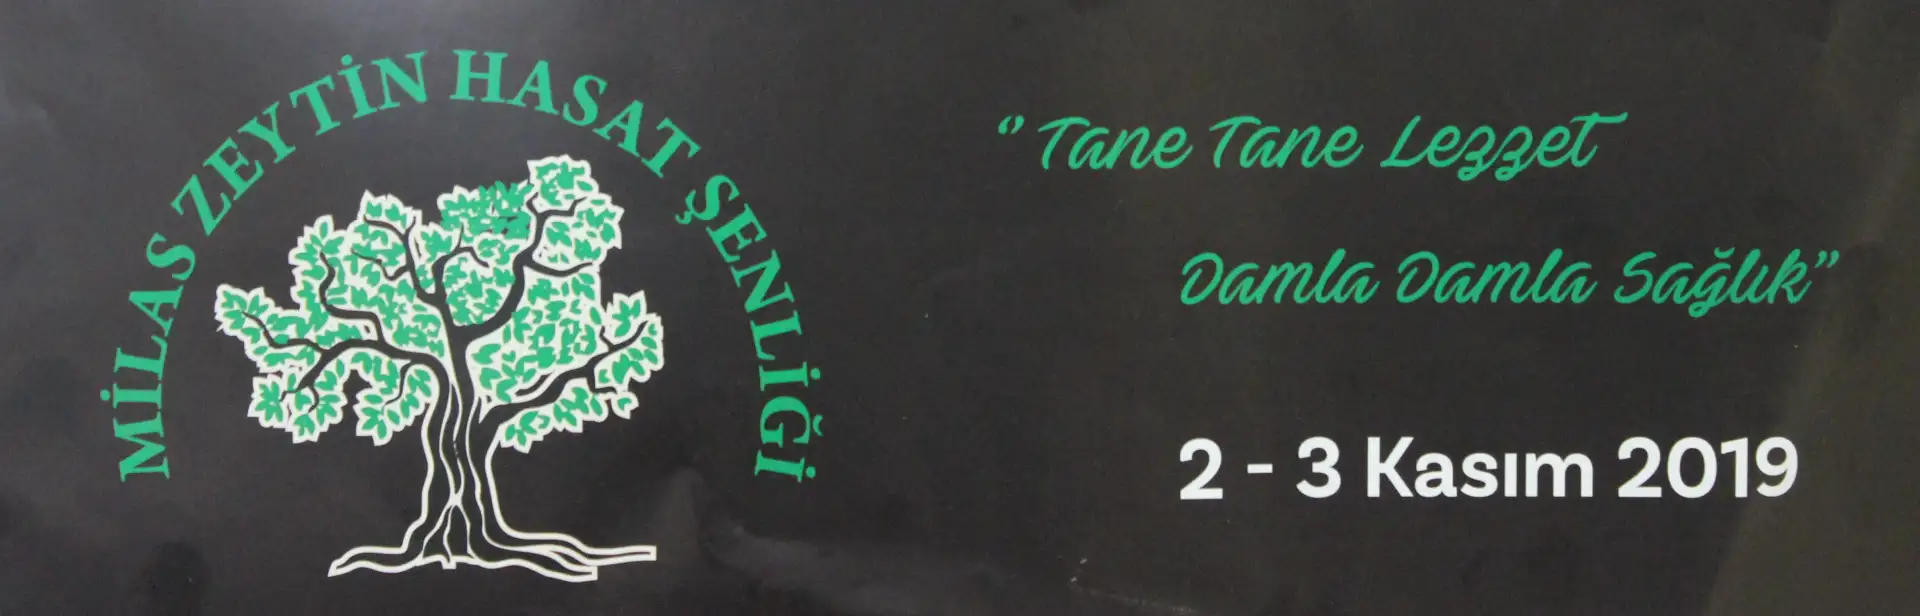 MİLAS ZEYTİN HASAT ŞENLİĞİ
“Tane Tane Lezzet
Damla Damla Sağlık”
2 - 3 Kasım 2019